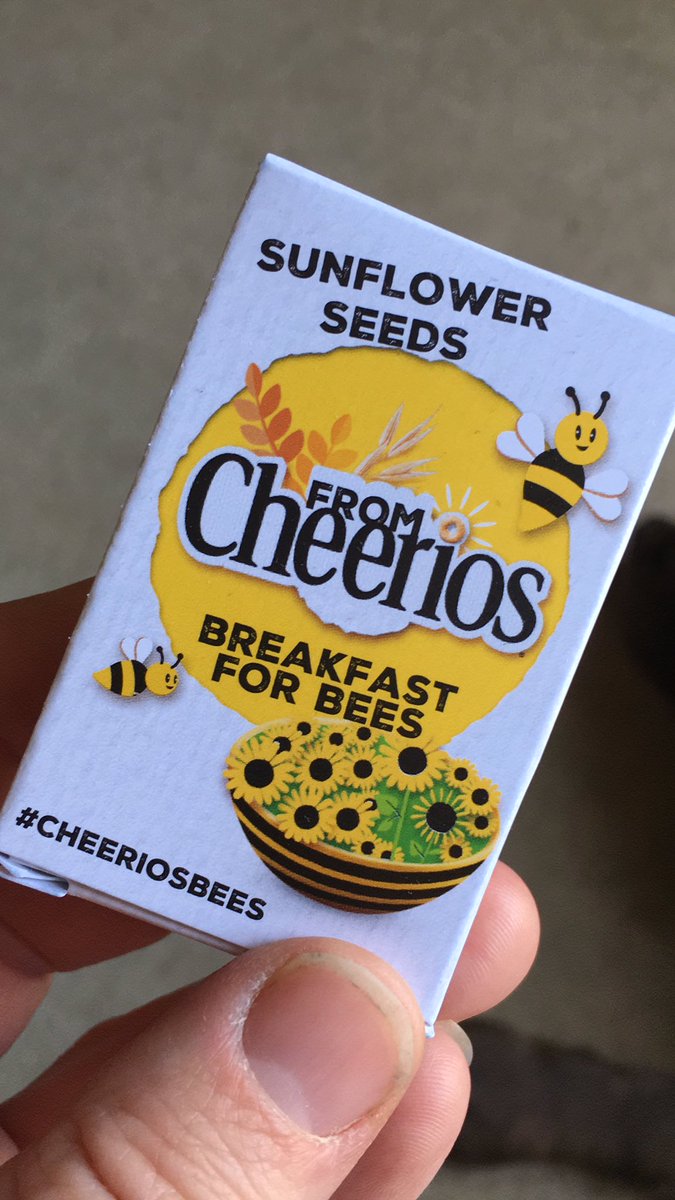 SUNFLOWER
SEEDS
FROM
Cheerios
BREAKFAST
FOR BEES
#CHEERIOSBEES